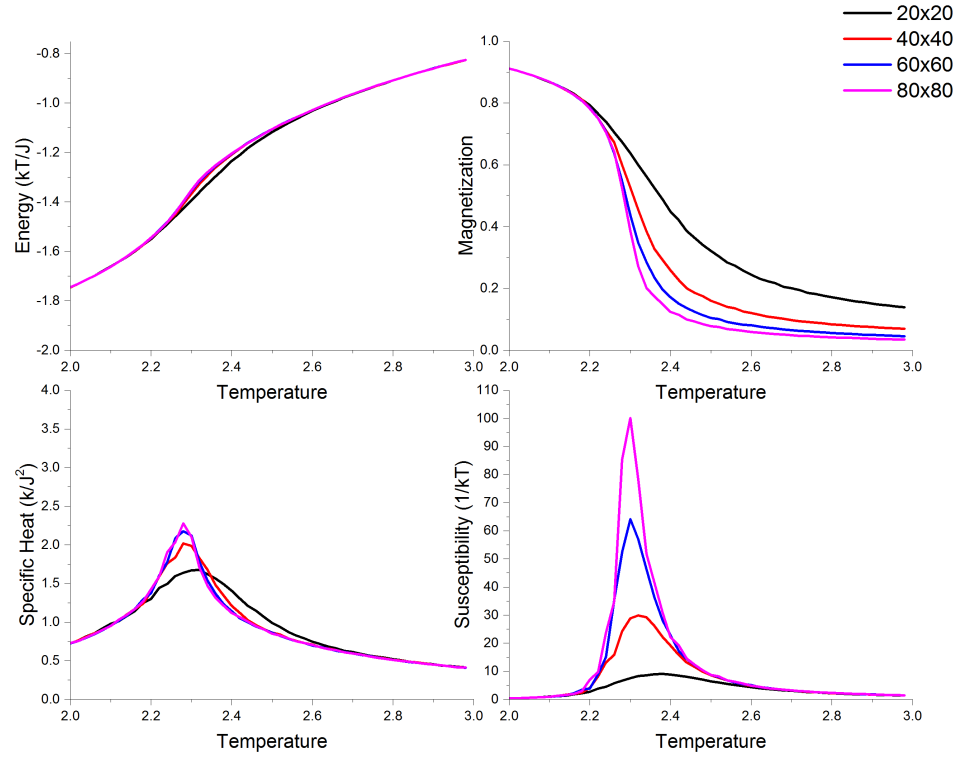 20x20
40x40
60x60
80x80
Energy (kT/J)
-0.8
-1.0
-1.2
-1.4
-1.6
-1.8
-2.0
2.0 2.2 2.4 2.6 2.8 3.0
Temperature
Magnetization
1.0
0.8
0.6
0.4
0.2
0.0
2.0 2.2 2.4 2.6 2.8 3.0
Temperature
Specific Heat (k/J²)
4.0
3.5
3.0
2.5
2.0
1.5
1.0
0.5
0.0
2.0 2.2 2.4 2.6 2.8 3.0
Temperature
Susceptibility (1/kT)
110
100
90
80
70
60
50
40
30
20
10
0
2.0 2.2 2.4 2.6 2.8 3.0
Temperature